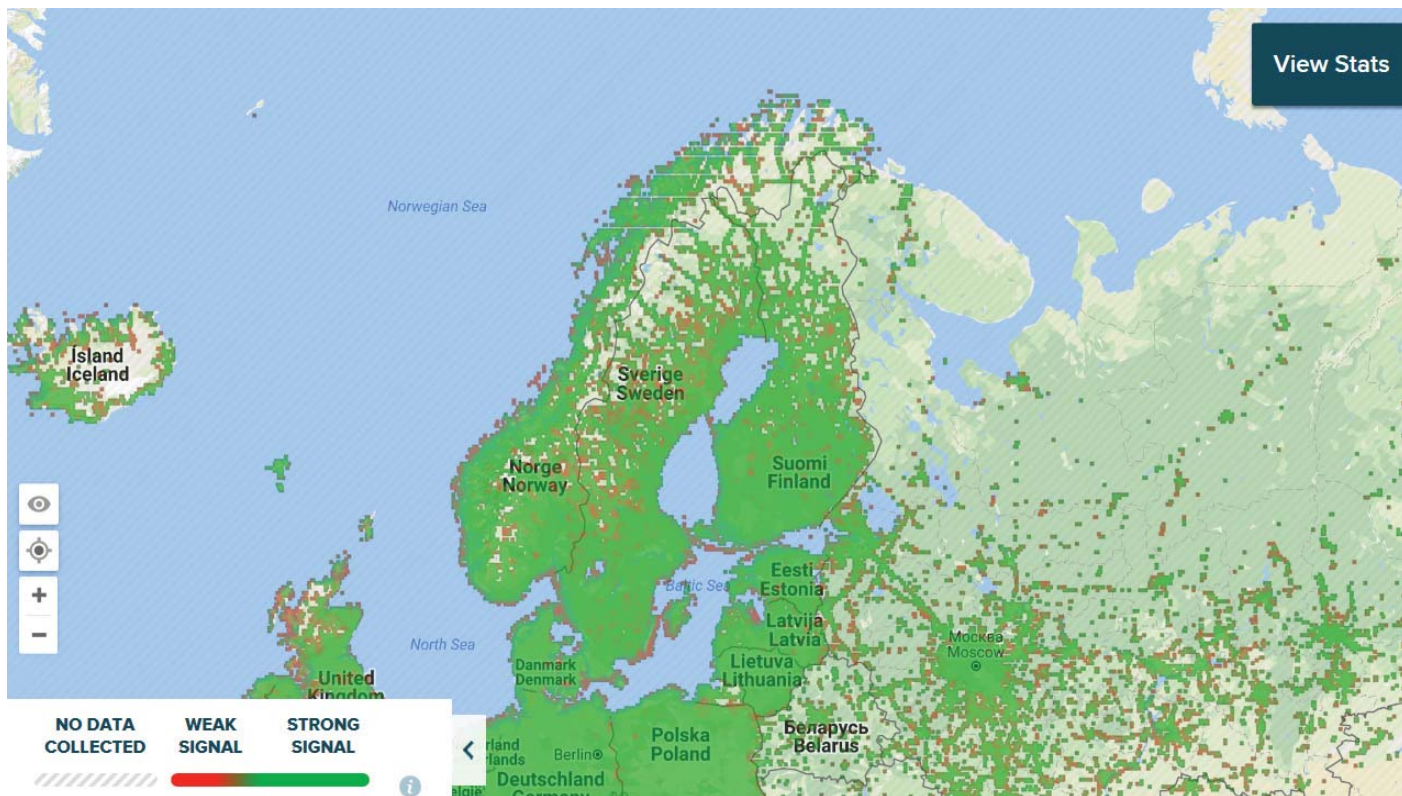 View Stats
Norwegian Sea
Ísland
Iceland
Sverige
Sweden
Norge
Norway
Suomi
Finland
Eesti
Estonia
Baltic Sea
Latvija
Latvia
Москва
Moscow
North Sea
Danmark
Denmark
Lietuva
Lithuania
United
Kingdom
Беларусь
Belarus
Polska
Poland
Berlin
Deutschland
Germany
NO DATA
COLLECTED
WEAK
SIGNAL
STRONG
SIGNAL